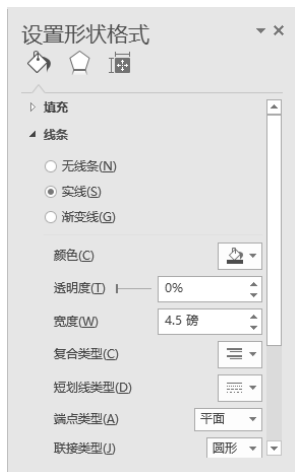 设置形状格式
填充
线条
无线条(N)
实线(S)
渐变线(G)
颜色(C)
透明度(T) 0%
宽度(W) 4.5 磅
复合类型(C)
短划线类型(D)
端点类型(A) 平面
联接类型(J) 圆形